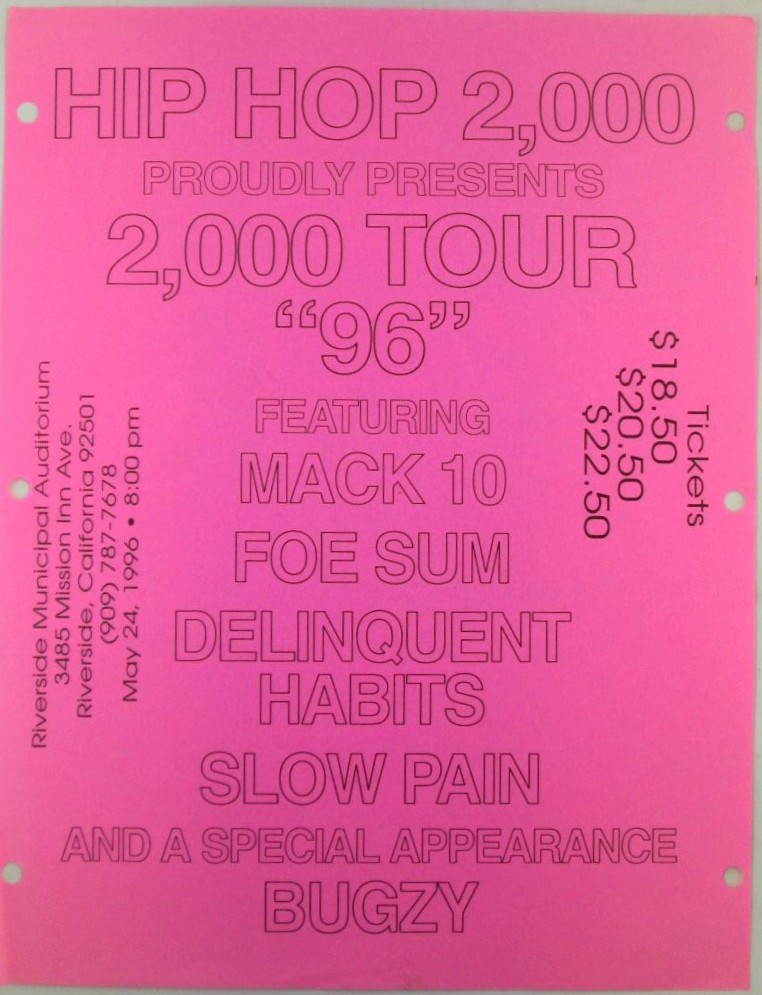 HIP HOP 2,000
PROUDLY PRESENTS
2,000 TOUR
“96”
FEATURING
MACK 10
FOE SUM
DELINQUENT
HABITS
SLOW PAIN
AND A SPECIAL APPEARANCE
BUGZY
Riverside Municipal Auditorium
3485 Mission Inn Ave.
Riverside, California 92501
(909) 787-7678
May 24, 1996 • 8:00 pm
Tickets
$18.50
$20.50
$22.50